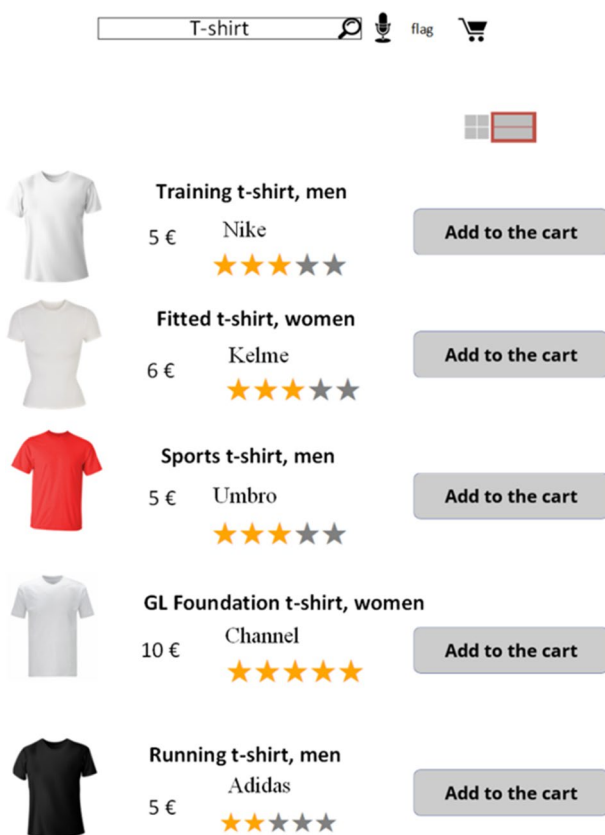 T-shirt
flag
Training t-shirt, men
5 €
Nike
Add to the cart
Fitted t-shirt, women
6 €
Kelme
Add to the cart
Sports t-shirt, men
5 €
Umbro
Add to the cart
GL Foundation t-shirt, women
10 €
Channel
Add to the cart
Running t-shirt, men
5 €
Adidas
Add to the cart